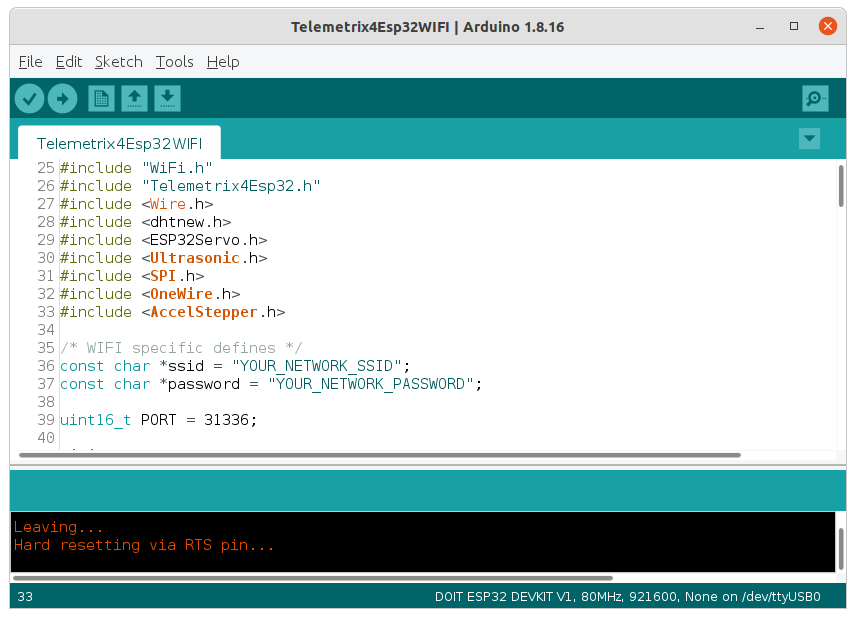 Telemetrix4Esp32WIFI | Arduino 1.8.16
File Edit Sketch Tools Help
Telemetrix4Esp32WIFI
25 #include "WiFi.h"
26 #include "Telemetrix4Esp32.h"
27 #include <Wire.h>
28 #include <dhtnew.h>
29 #include <ESP32Servo.h>
30 #include <Ultrasonic.h>
31 #include <SPI.h>
32 #include <OneWire.h>
33 #include <AccelStepper.h>
34
35 /* WIFI specific defines */
36 const char *ssid = "YOUR_NETWORK_SSID";
37 const char *password = "YOUR_NETWORK_PASSWORD";
38
39 uint16_t PORT = 31336;
40
Leaving...
Hard resetting via RTS pin...
33 DOIT ESP32 DEVKIT V1, 80MHz, 921600, None on /dev/ttyUSB0